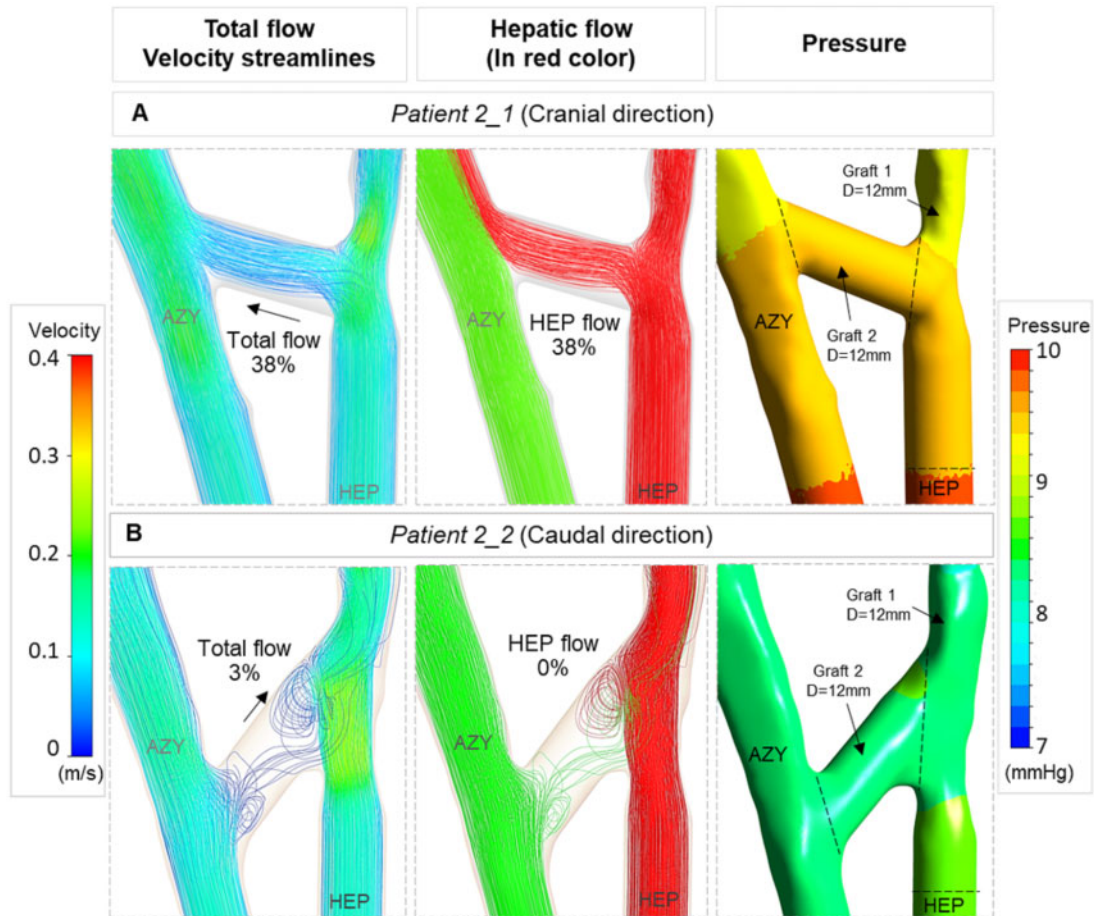 Total flow
Velocity streamlines
Hepatic flow
(In red color)
Pressure
A
Patient 2_1 (Cranial direction)
AZY
Total flow
38%
HEP
AZY
HEP flow
38%
HEP
Graft 1
D=12mm
AZY
Graft 2
D=12mm
HEP
Velocity
0.4
0.3
0.2
0.1
0
(m/s)
Pressure
10
9
8
7
(mmHg)
B
Patient 2_2 (Caudal direction)
Total flow
3%
AZY
HEP
HEP flow
0%
AZY
HEP
Graft 1
D=12mm
Graft 2
D=12mm
AZY
HEP